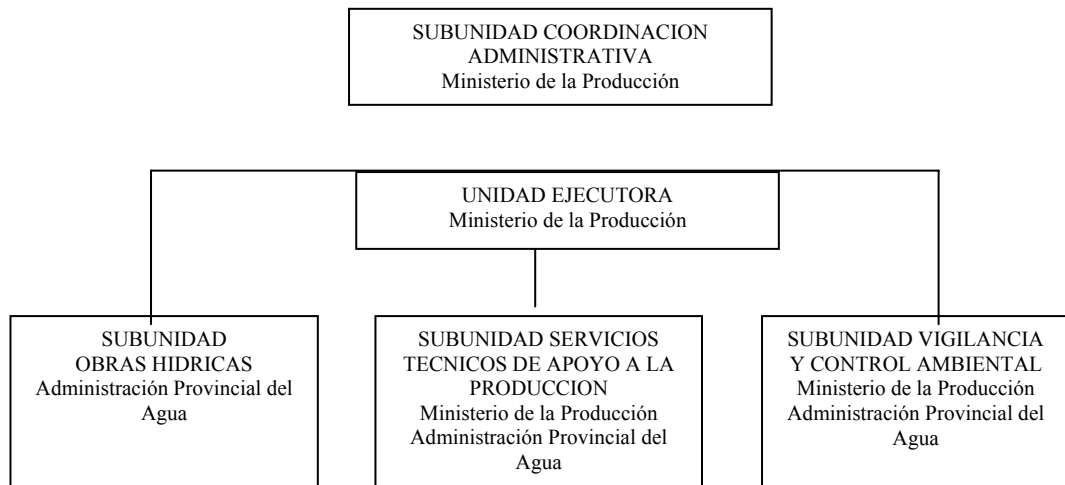 SUBUNIDAD COORDINACION
ADMINISTRATIVA
Ministerio de la Producción
UNIDAD EJECUTORA
Ministerio de la Producción
SUBUNIDAD
OBRAS HIDRICAS
Administración Provincial del
Agua
SUBUNIDAD SERVICIOS
TECNICOS DE APOYO A LA
PRODUCCION
Ministerio de la Producción
Administración Provincial del
Agua
SUBUNIDAD VIGILANCIA
Y CONTROL AMBIENTAL
Ministerio de la Producción
Administración Provincial del
Agua